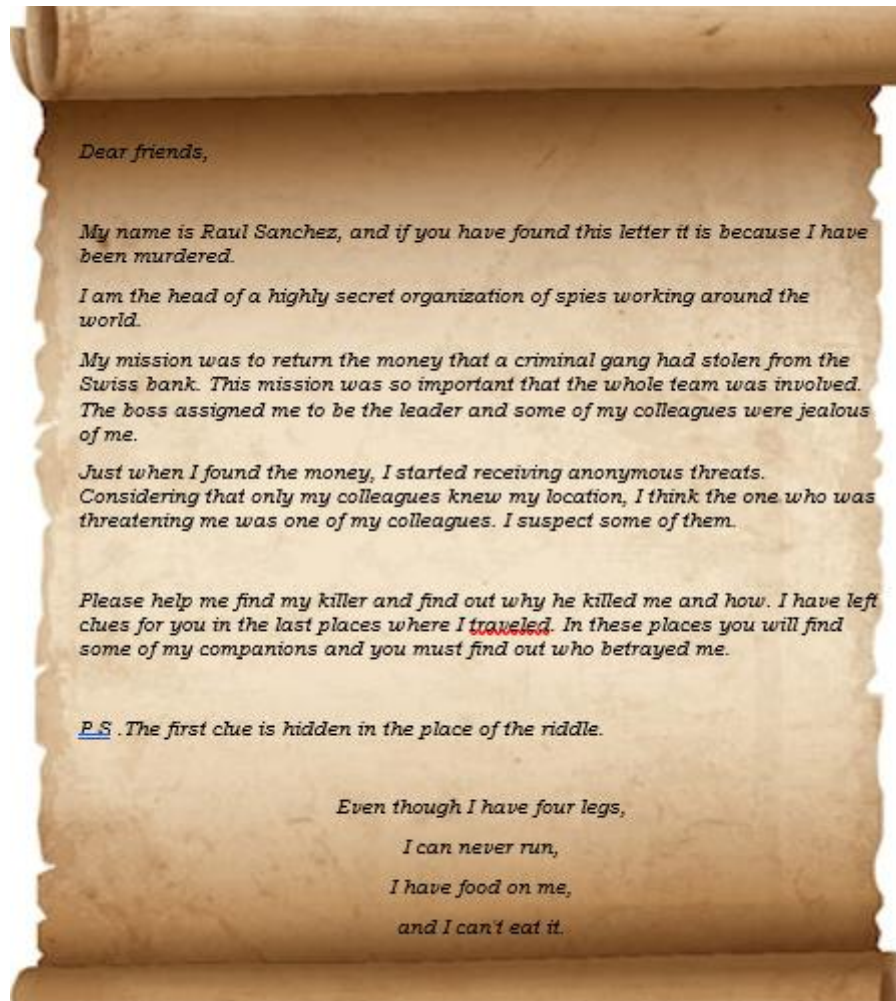 Dear friends,
My name is Raul Sanchez, and if you have found this letter it is because I have
been murdered.
I am the head of a highly secret organization of spies working around the
world.
My mission was to return the money that a criminal gang had stolen from the
Swiss bank. This mission was so important that the whole team was involved.
The boss assigned me to be the leader and some of my colleagues were jealous
of me.
Just when I found the money, I started receiving anonymous threats.
Considering that only my colleagues knew my location, I think the one who was
threatening me was one of my colleagues. I suspect some of them.
Please help me find my killer and find out why he killed me and how. I have left
clues for you in the last places where I traveled. In these places you will find
some of my companions and you must find out who betrayed me.
P.S .The first clue is hidden in the place of the riddle.
Even though I have four legs,
I can never run,
I have food on me,
and I can't eat it.